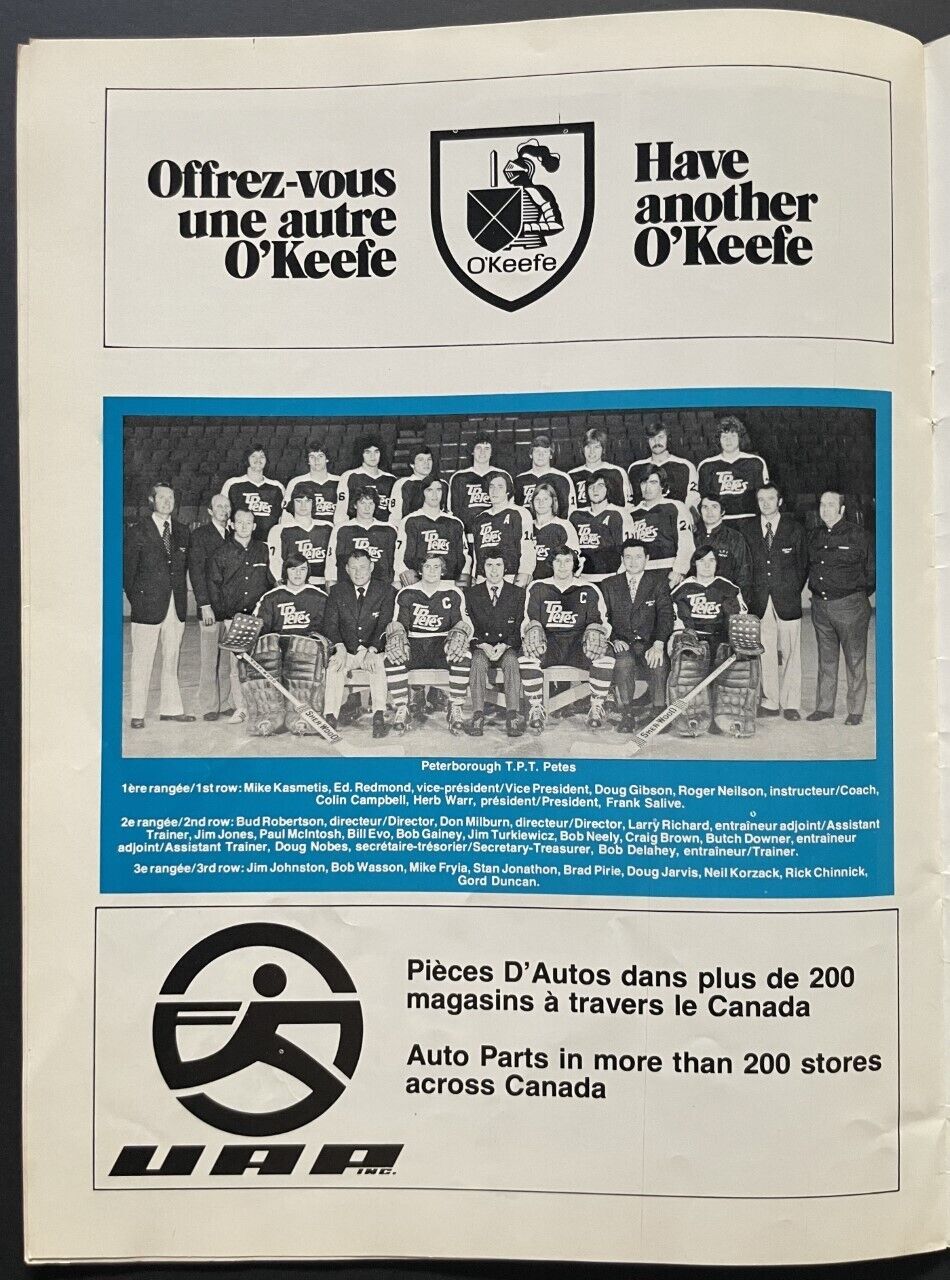 Offrez-vous
une autre
O'Keefe
O'Keefe
Have
another
O'Keefe
TPETES
SHER-WOOD
SHER-WOOD
Peterborough T.P.T. Petes
1ère rangée/1st row: Mike Kasmetis, Ed. Redmond, vice-président/Vice President, Doug Gibson, Roger Neilson, instructeur/Coach,
Colin Campbell, Herb Warr, président/President, Frank Salive.
2e rangée/2nd row: Bud Robertson, directeur/Director, Don Milburn, directeur/Director, Larry Richard, entraîneur adjoint/Assistant
Trainer, Jim Jones, Paul McIntosh, Bill Evo, Bob Gainey, Jim Turkiewicz, Bob Neely, Craig Brown, Butch Downer, entraîneur
adjoint/Assistant Trainer, Doug Nobes, secrétaire-trésorier/Secretary-Treasurer, Bob Delahey, entraîneur/Trainer.
3e rangée/3rd row: Jim Johnston, Bob Wasson, Mike Fryia, Stan Jonathon, Brad Pirie, Doug Jarvis, Neil Korzack, Rick Chinnick,
Gord Duncan.
Pièces D'Autos dans plus de 200
magasins à travers le Canada
Auto Parts in more than 200 stores
across Canada
UAP INC.